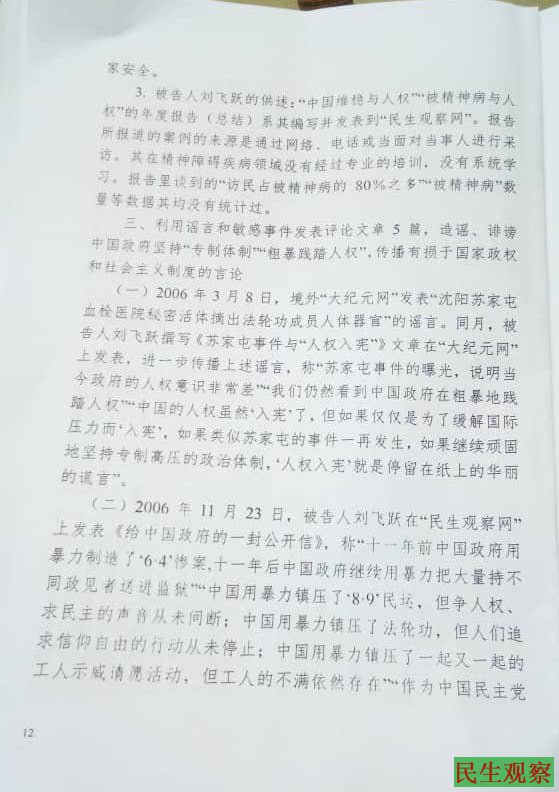 家安全。
3. 被告人刘飞跃的供述：“中国维稳与人权”“被精神病与人
权”的年度报告（总结）系其编写并发表到“民生观察网”。报告
所报道的案例的来源是通过网络、电话或当面对当事人进行采
访。其在精神障碍疾病领域没有经过专业的培训，没有系统学
习。报告里谈到的“访民占被精神病的 80%之多”“被精神病”数
量等数据其均没有统计过。
三、利用谣言和敏感事件发表评论文章 5 篇，造谣、诽谤
中国政府坚持“专制体制”“粗暴践踏人权”，传播有损于国家政权
和社会主义制度的言论
（一）2006 年 3 月 8 日，境外“大纪元网”发表“沈阳苏家屯
血栓医院秘密活体摘出法轮功成员人体器官”的谣言。同月，被
告人刘飞跃撰写《苏家屯事件与“人权入宪”》文章在“大纪元网”
上发表，进一步传播上述谣言，称“苏家屯事件的曝光，说明当
今政府的人权意识非常差”“我们仍然看到中国政府在粗暴地践
踏人权”“中国的人权虽然‘入宪’了，但如果仅仅是为了缓解国际
压力而‘入宪’，如果类似苏家屯的事件一再发生，如果继续顽固
地坚持专制高压的政治体制，‘人权入宪’就是停留在纸上的华丽
的谎言”。
（二）2006 年 11 月 23 日，被告人刘飞跃在“民生观察网”
上发表《给中国政府的一封公开信》，称“十一年前中国政府用
暴力制造了‘6·4’惨案,十一年后中国政府继续用暴力把大量持不
同政见者送进监狱”“中国用暴力镇压了‘8·9’民运，但争人权、
求民主的声音从未间断；中国用暴力镇压了法轮功，但人们追
求信仰自由的行动从未停止；中国用暴力镇压了一起又一起的
工人示威请愿活动，但工人的不满依然存在”“作为中国民主党
12
民生观察